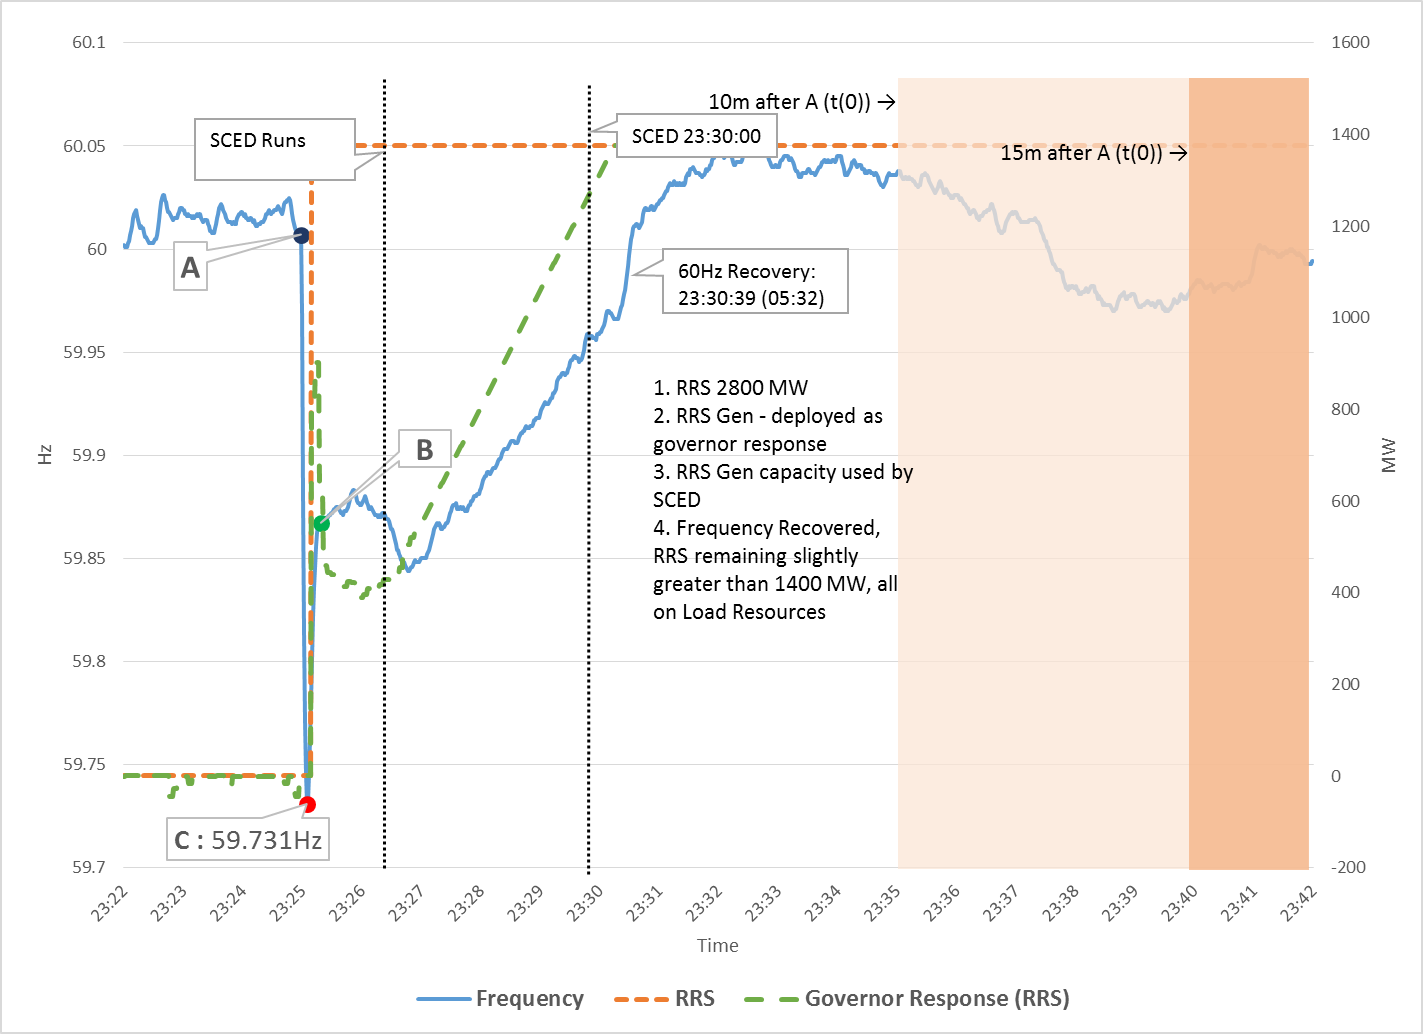 60.1
60.05
60
59.95
59.9
59.85
59.8
59.75
59.7
Hz
1600
1400
1200
1000
800
600
400
200
0
-200
MW
SCED Runs
SCED 23:30:00
10m after A (t(0)) →
15m after A (t(0)) →
A
B
C : 59.731Hz
60Hz Recovery:
23:30:39 (05:32)
1. RRS 2800 MW
2. RRS Gen - deployed as
governor response
3. RRS Gen capacity used by
SCED
4. Frequency Recovered,
RRS remaining slightly
greater than 1400 MW, all
on Load Resources
23:22
23:23
23:24
23:25
23:26
23:27
23:28
23:29
23:30
23:31
23:32
23:33
23:34
23:35
23:36
23:37
23:38
23:39
23:40
23:41
23:42
Time
Frequency
RRS
Governor Response (RRS)